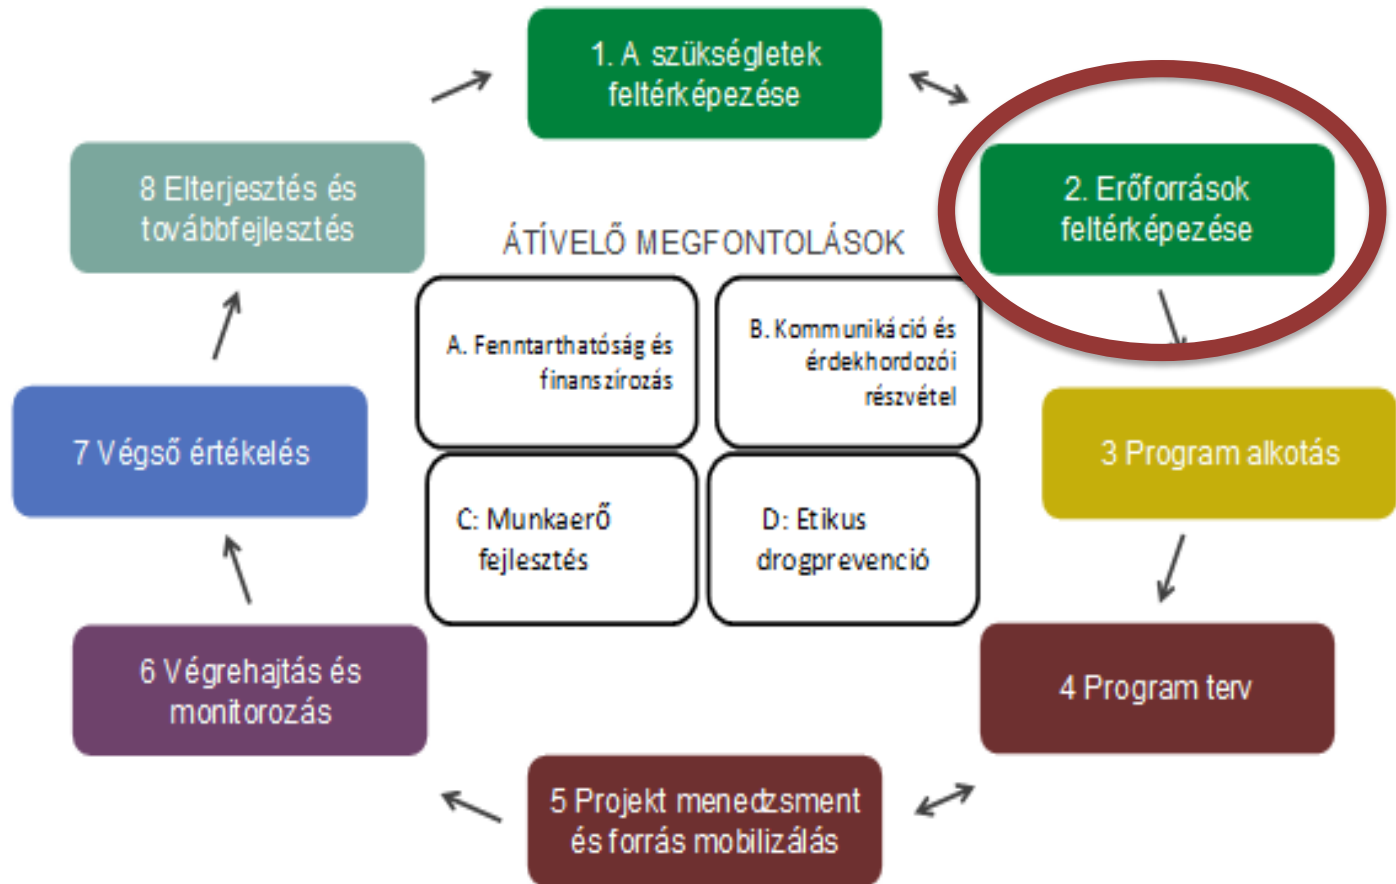 1. A szükségletek
feltérképezése
2. Erőforrások
feltérképezése
3 Program alkotás
4 Program terv
5 Projekt menedzsment
és forrás mobilizálás
6 Végrehajtás és
monitorozás
7 Végső értékelés
8 Elterjesztés és
továbbfejlesztés
ÁTÍVELŐ MEGFONTOLÁSOK
A. Fenntarthatóság és
finanszírozás
B. Kommunikáció és
érdekhordozói
részvétel
C: Munkaerő
fejlesztés
D: Etikus
drogprevenció